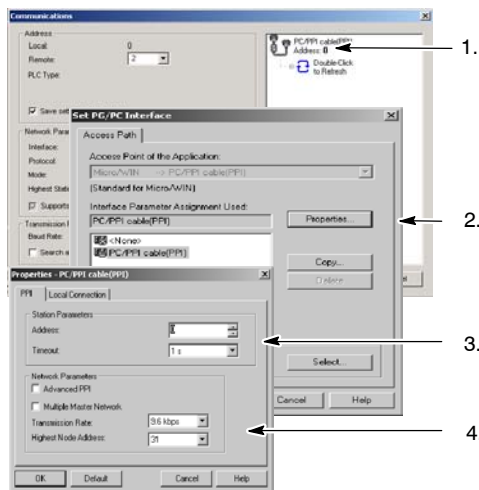 Communications
Address
Local: 0
Remote: 2
PLC Type:
Save set
Network Para
Interface:
Protocol:
Mode:
Highest Stati
Supports
Transmission
Baud Rate:
Search a
PC/PPI cable(PPI)
Address: 0
Double-Click
to Refresh
1.
Set PG/PC Interface
Access Path
Access Point of the Application:
Micro/WIN --> PC/PPI cable(PPI)
(Standard for Micro/WIN)
Interface Parameter Assignment Used:
PC/PPI cable(PPI)
Properties...
<None>
PC/PPI cable(PPI)
Copy...
Delete
Select...
Cancel
Help
2.
Properties - PC/PPI cable(PPI)
PPI
Local Connection
Station Parameters
Address:
Timeout: 1 s
3.
Network Parameters
Advanced PPI
Multiple Master Network
Transmission Rate: 9.6 kbps
Highest Node Address: 31
4
OK
Default
Cancel
Help